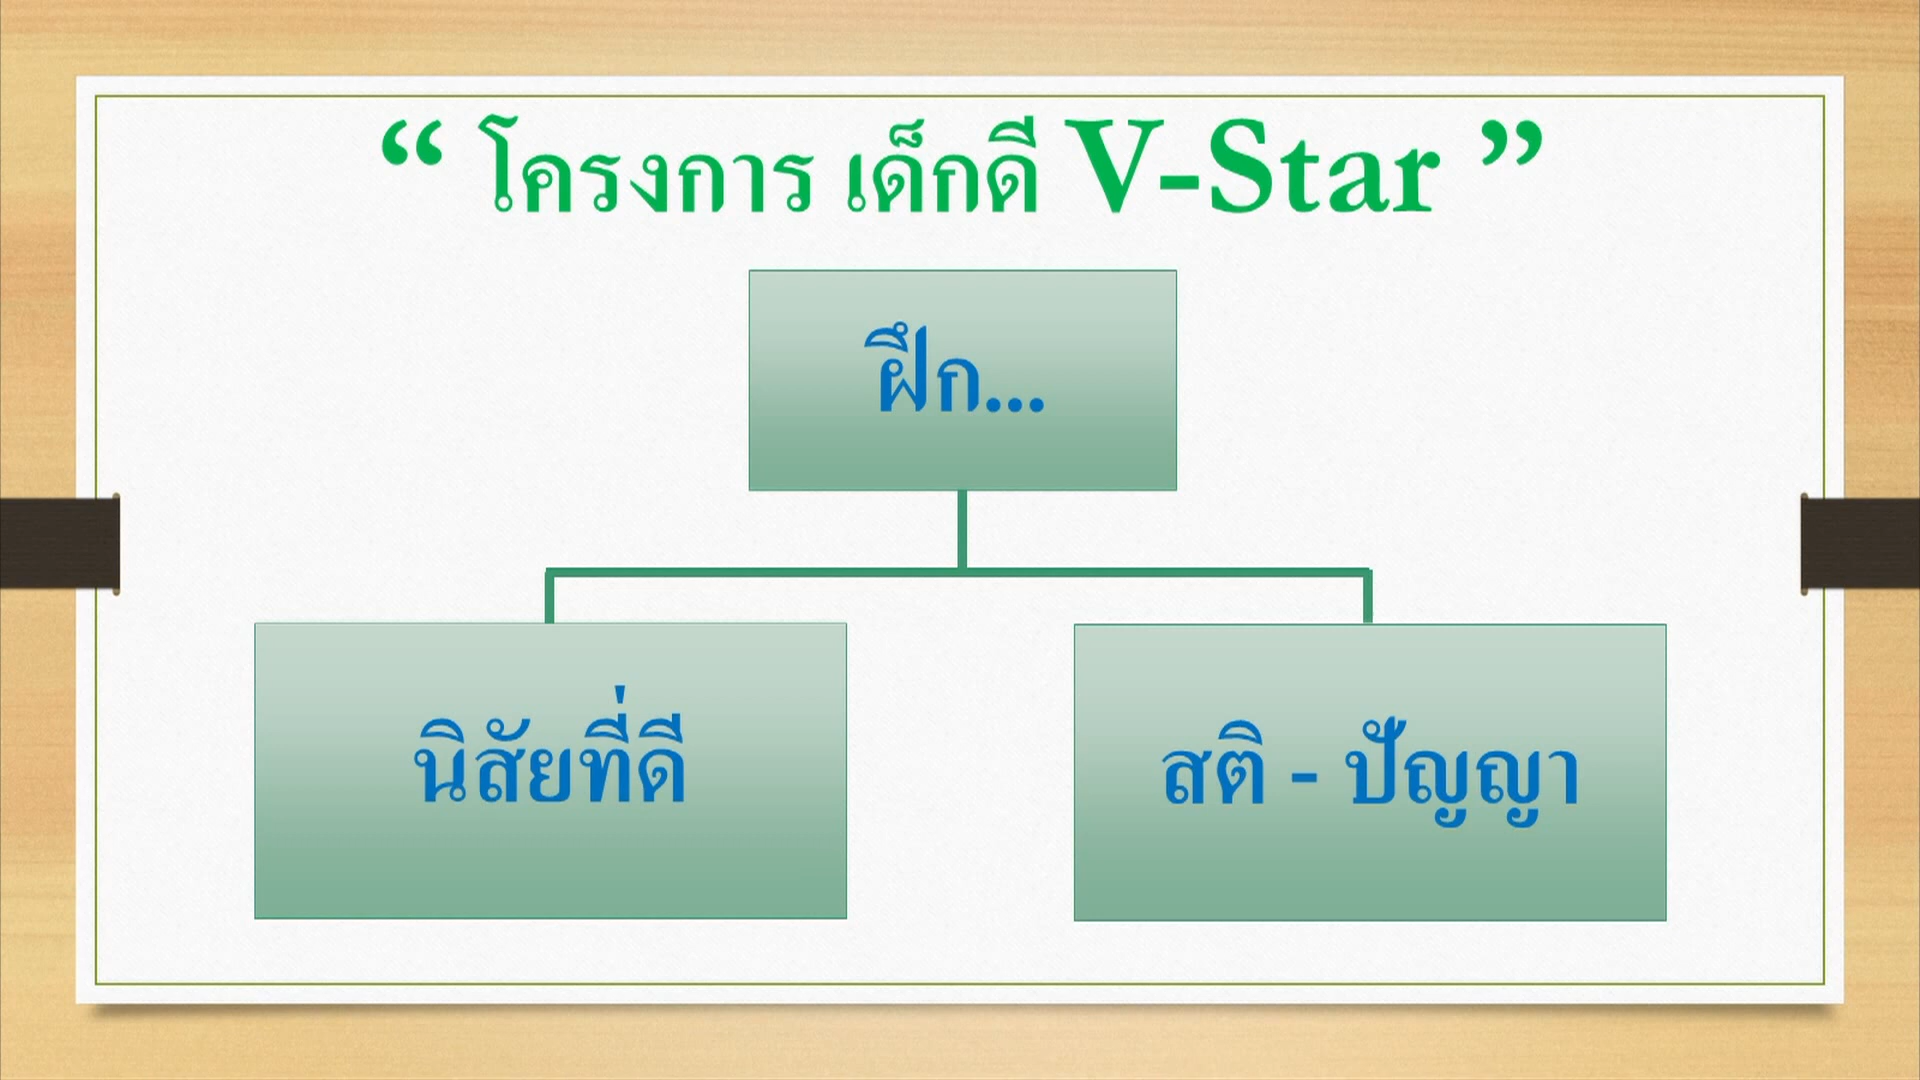 “ โครงการ เด็กดี V-Star ”
ฝึก...
นิสัยที่ดี
สติ - ปัญญา